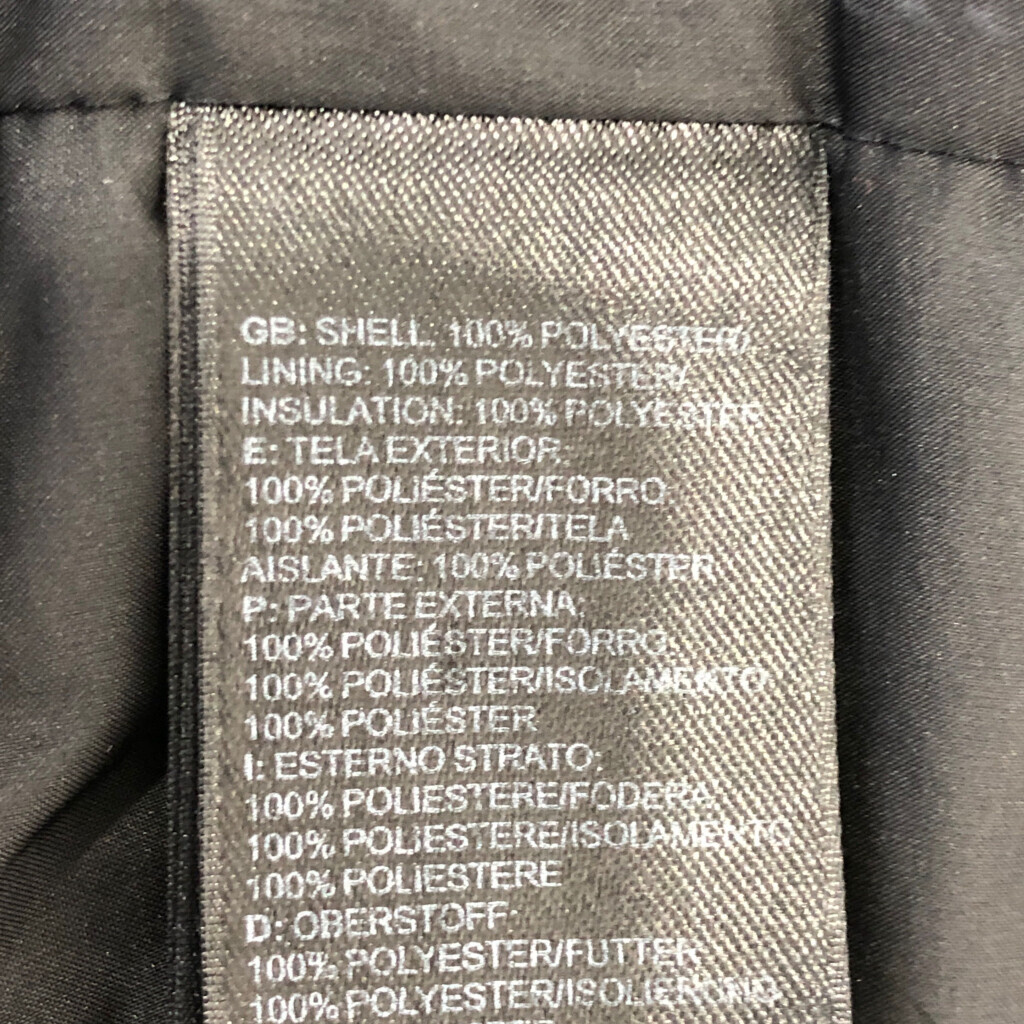 GB: SHELL: 100% POLYESTER/
LINING: 100% POLYESTER/
INSULATION: 100% POLYESTER
E: TELA EXTERIOR:
100% POLIÉSTER/FORRO:
100% POLIÉSTER/TELA
AISLANTE: 100% POLIÉSTER
P: PARTE EXTERNA:
100% POLIÉSTER/FORRO:
100% POLIÉSTER/ISOLAMENTO
100% POLIÉSTER
I: ESTERNO STRATO:
100% POLIESTERE/FODERA
100% POLIESTERE/ISOLAMENTO
100% POLIESTERE
D: OBERSTOFF:
100% POLYESTER/FUTTER
100% POLYESTER/ISOLIERUNG